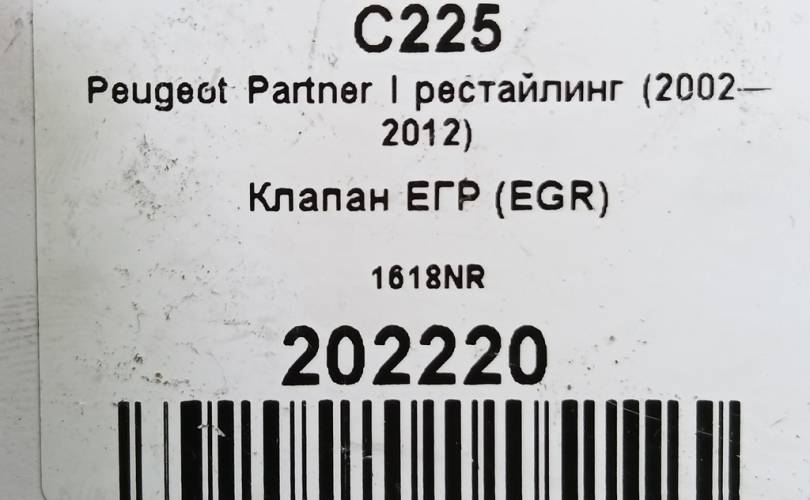 C225
Peugeot Partner I рестайлинг (2002—
2012)
Клапан ЕГР (EGR)
1618NR
202220